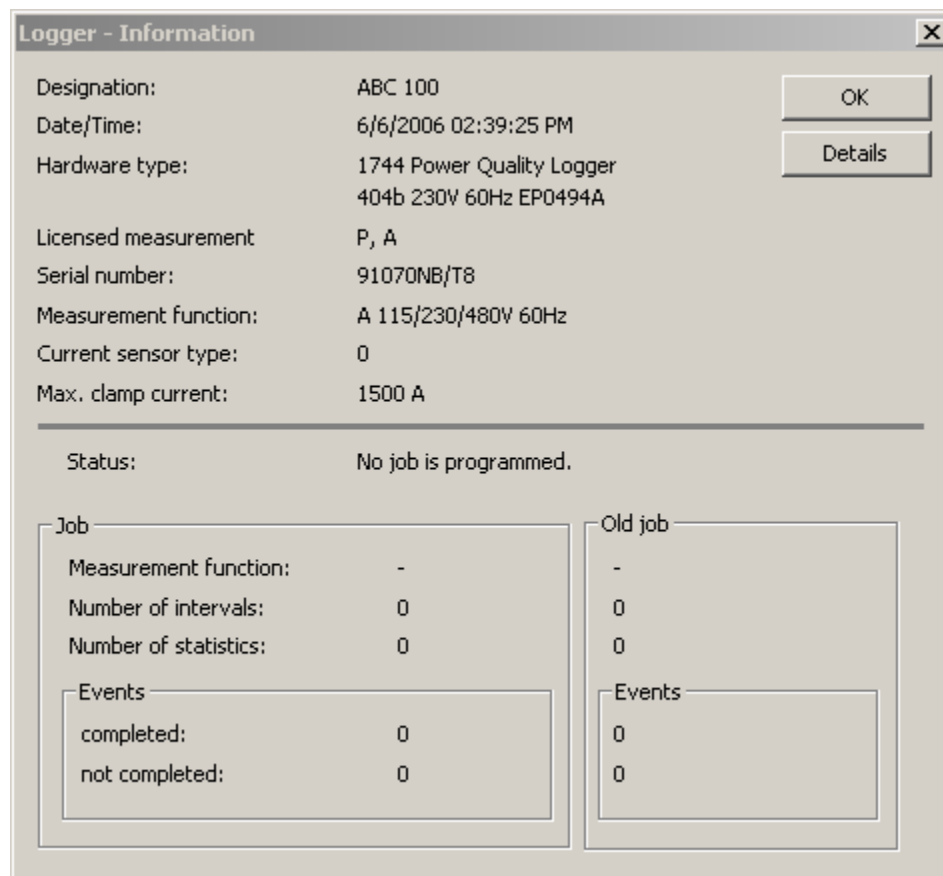 Logger - Information
Designation: ABC 100
OK
Date/Time: 6/6/2006 02:39:25 PM
Details
Hardware type: 1744 Power Quality Logger
404b 230V 60Hz EP0494A
Licensed measurement P, A
Serial number: 91070NB/T8
Measurement function: A 115/230/480V 60Hz
Current sensor type: 0
Max. clamp current: 1500 A
Status: No job is programmed.
Job Old job
Measurement function: - -
Number of intervals: 0 0
Number of statistics: 0 0
Events Events
completed: 0 0
not completed: 0 0